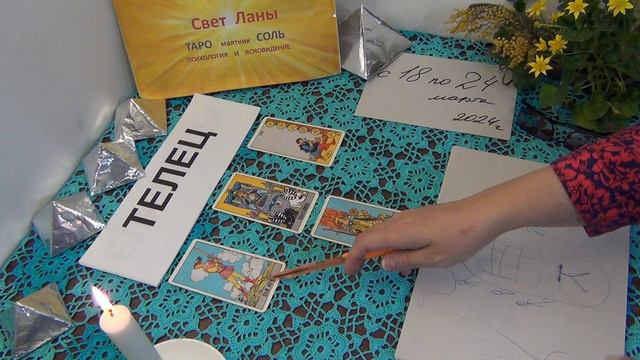 Свет Ланы
ТАРО маятник СОЛЬ
ПСИХОЛОГИЯ И ЯСНОВИДЕНИЕ
с 18 по 24
марта
2024г
ТЕЛЕЦ